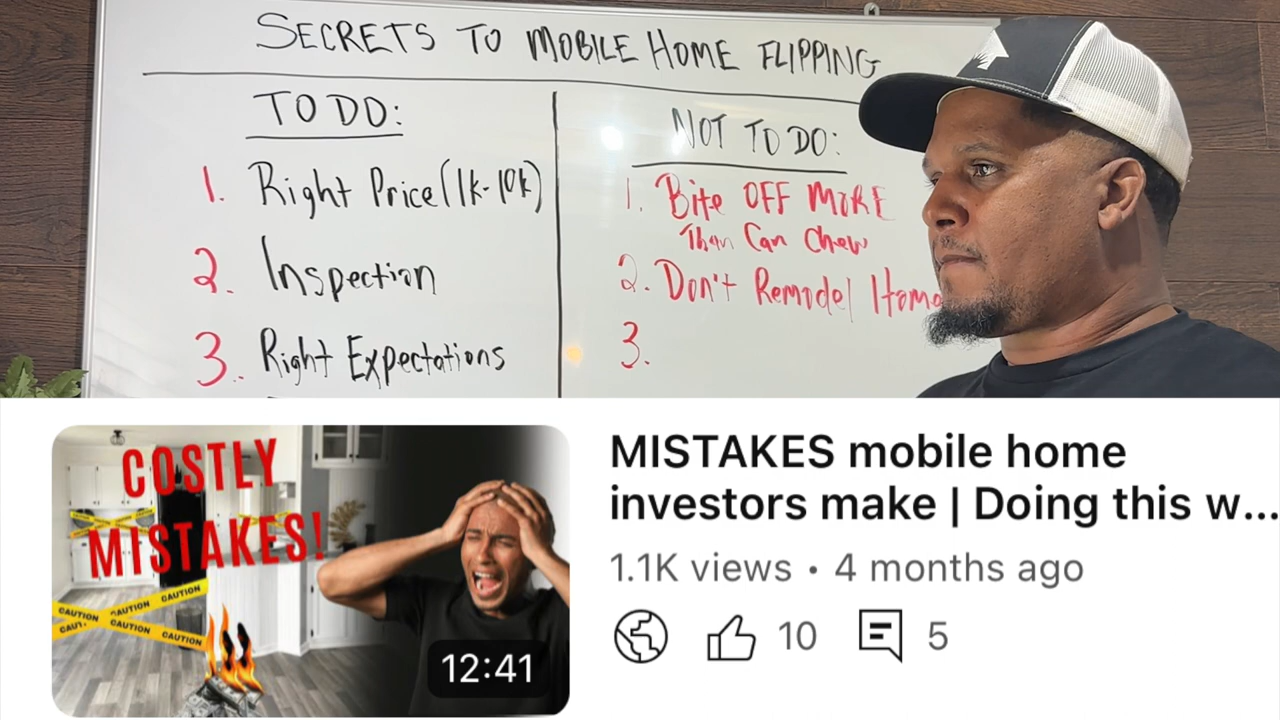 SECRETS TO MOBILE HOME FLIPPING
TO DO:
1. Right Price (1k-10k)
2. Inspection
3. Right Expectations
NOT TO DO:
1. Bite OFF MORE
Than Can Chew
2. Don't Remodel Home
3.
COSTLY
MISTAKES!
CAUTION CAUTION CAUTION
CAUT. CAUTION CAUTION
12:41
MISTAKES mobile home
investors make | Doing this w...
1.1K views • 4 months ago
10
5